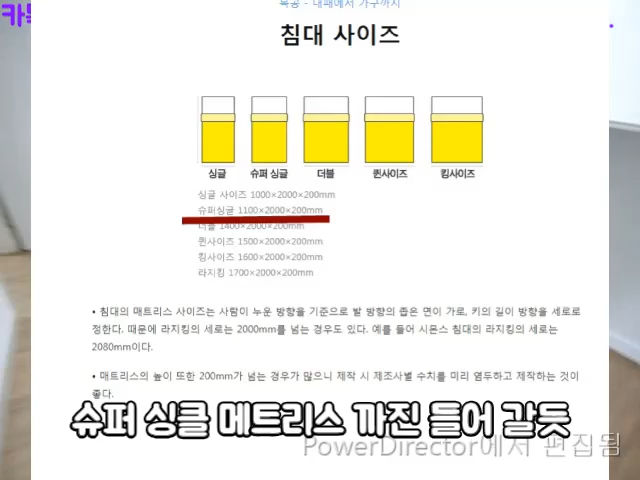 목공 - 대패에서 가구까지
침대 사이즈
싱글 슈퍼 싱글 더블 퀸사이즈 킹사이즈
싱글 사이즈 1000×2000×200mm
슈퍼싱글 1100×2000×200mm
더블 1400×2000×200mm
퀸사이즈 1500×2000×200mm
킹사이즈 1600×2000×200mm
라지킹 1700×2000×200mm
• 침대의 매트리스 사이즈는 사람이 누운 방향을 기준으로 발 방향의 좁은 면이 가로, 키의 길이 방향을 세로로
정한다. 때문에 라지킹의 세로는 2000mm를 넘는 경우도 있다. 예를 들어 시몬스 침대의 라지킹의 세로는
2080mm이다.
• 매트리스의 높이 또한 200mm가 넘는 경우가 많으니 제작 시 제조사별 수치를 미리 염두하고 제작하는 것이
좋다.
슈퍼 싱클 메트리스 까진 들어 갈듯
PowerDirector에서 편집됨